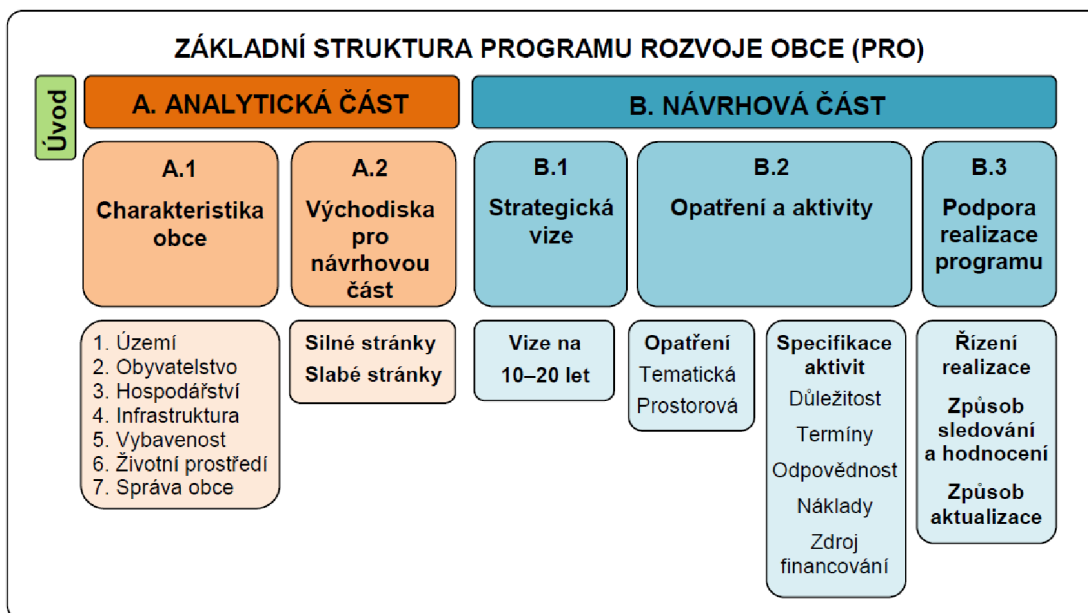 ZÁKLADNÍ STRUKTURA PROGRAMU ROZVOJE OBCE (PRO)
Úvod
A. ANALYTICKÁ ČÁST
B. NÁVRHOVÁ ČÁST
A.1
Charakteristika
obce
A.2
Východiska
pro
návrhovou
část
B.1
Strategická
vize
B.2
Opatření a aktivity
B.3
Podpora
realizace
programu
1. Území
2. Obyvatelstvo
3. Hospodářství
4. Infrastruktura
5. Vybavenost
6. Životní prostředí
7. Správa obce
Silné stránky
Slabé stránky
Vize na
10–20 let
Opatření
Tematická
Prostorová
Specifikace
aktivit
Důležitost
Termíny
Odpovědnost
Náklady
Zdroj
financování
Řízení
realizace
Způsob
sledování
a hodnocení
Způsob
aktualizace